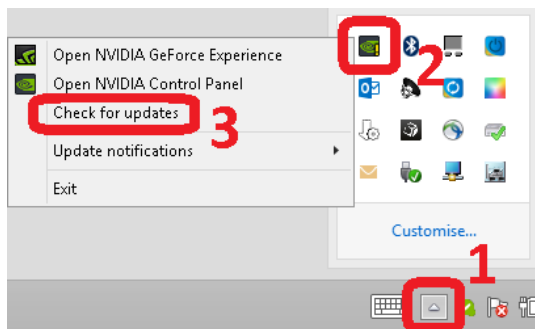 Open NVIDIA GeForce Experience
Open NVIDIA Control Panel
Check for updates
3
Update notifications
Exit
2
Customise...
1